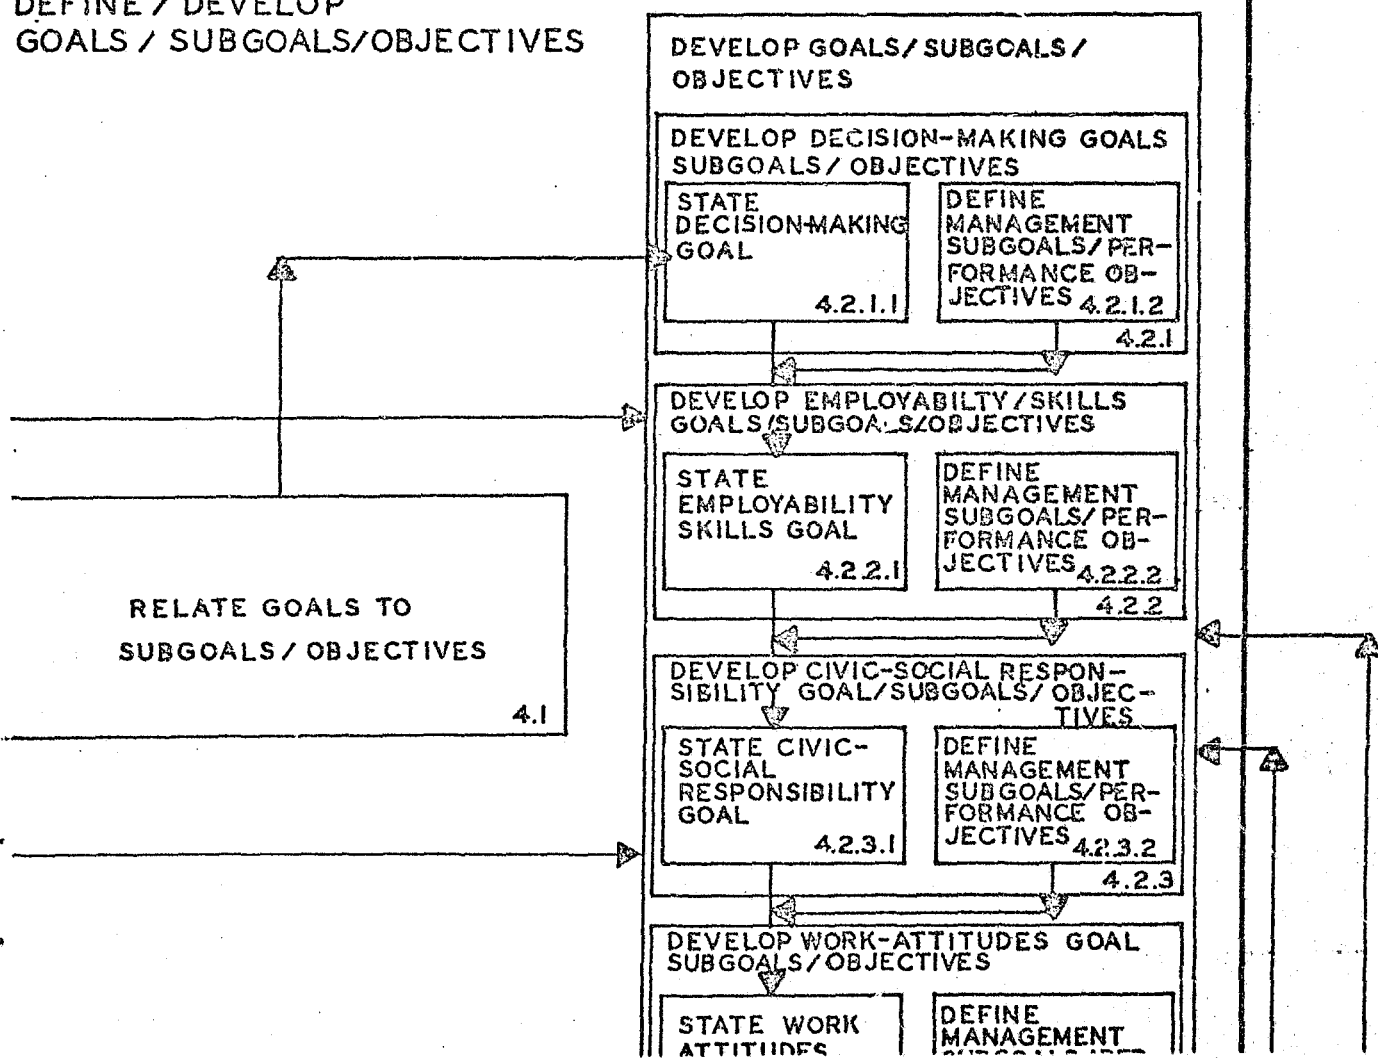 DEFINE / DEVELOP
GOALS / SUBGOALS/OBJECTIVES
DEVELOP GOALS/SUBGOALS/
OBJECTIVES
DEVELOP DECISION-MAKING GOALS
SUBGOALS/OBJECTIVES
STATE
DECISION-MAKING
GOAL
4.2.1.1
DEFINE
MANAGEMENT
SUBGOALS/PER-
FORMANCE OB-
JECTIVES 4.2.1.2
4.2.1
DEVELOP EMPLOYABILTY/SKILLS
GOALS/SUBGOALS/OBJECTIVES
STATE
EMPLOYABILITY
SKILLS GOAL
4.2.2.1
DEFINE
MANAGEMENT
SUBGOALS/PER-
FORMANCE OB-
JECTIVES 4.2.2.2
4.2.2
RELATE GOALS TO
SUBGOALS/OBJECTIVES
4.1
DEVELOP CIVIC-SOCIAL RESPON-
SIBILITY GOAL/SUBGOALS/OBJEC-
TIVES
STATE CIVIC-
SOCIAL
RESPONSIBILITY
GOAL
4.2.3.1
DEFINE
MANAGEMENT
SUBGOALS/PER-
FORMANCE OB-
JECTIVES 4.2.3.2
4.2.3
DEVELOP WORK-ATTITUDES GOAL
SUBGOALS/OBJECTIVES
STATE WORK
ATTITUDES
DEFINE
MANAGEMENT
SUBGOALS/PER-